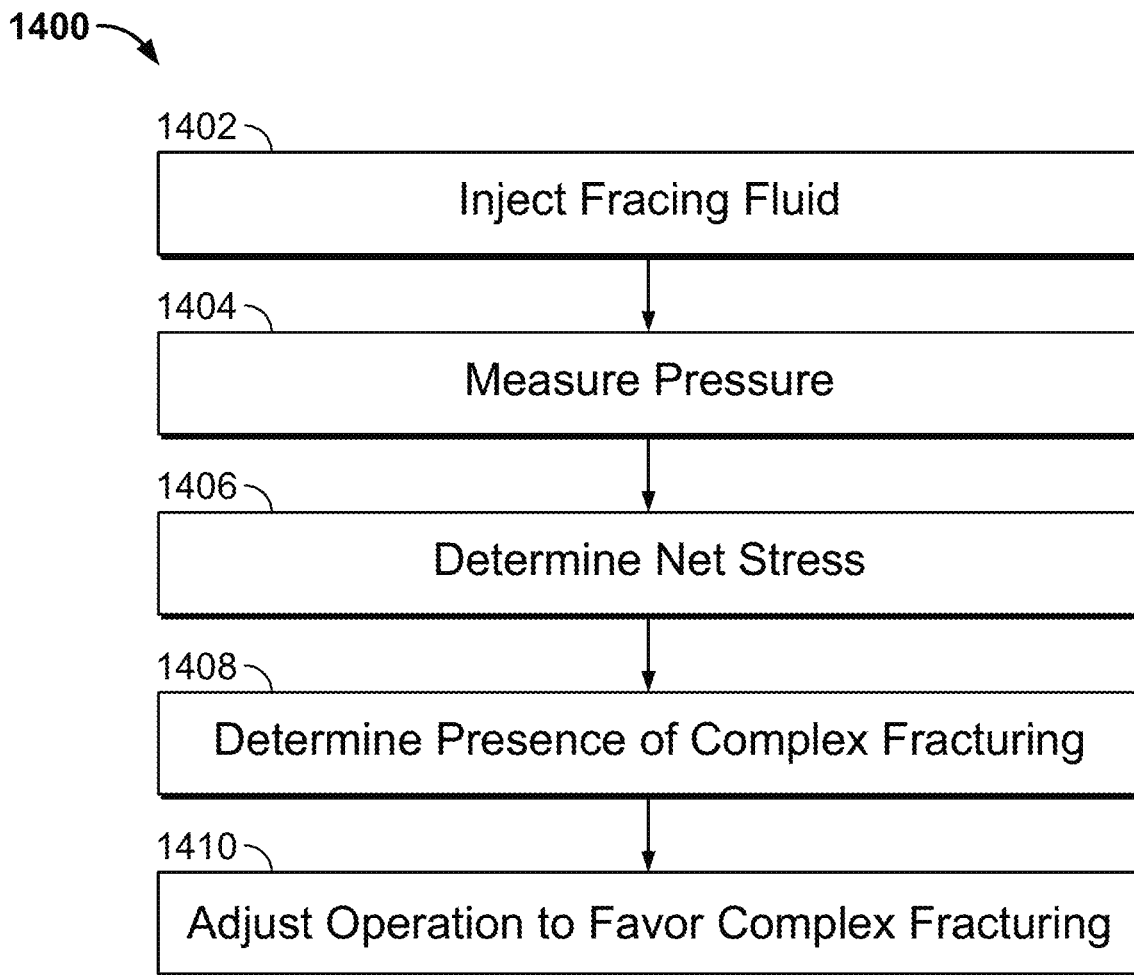 1400
1402
Inject Fracing Fluid
1404
Measure Pressure
1406
Determine Net Stress
1408
Determine Presence of Complex Fracturing
1410
Adjust Operation to Favor Complex Fracturing